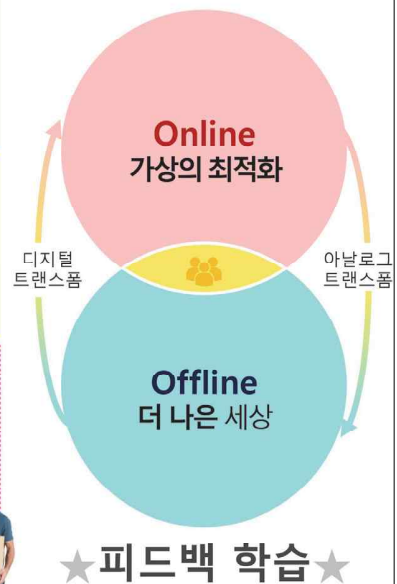 Online
가상의 최적화
디지털
트랜스폼
아날로그
트랜스폼
Offline
더 나은 세상
★피드백 학습★